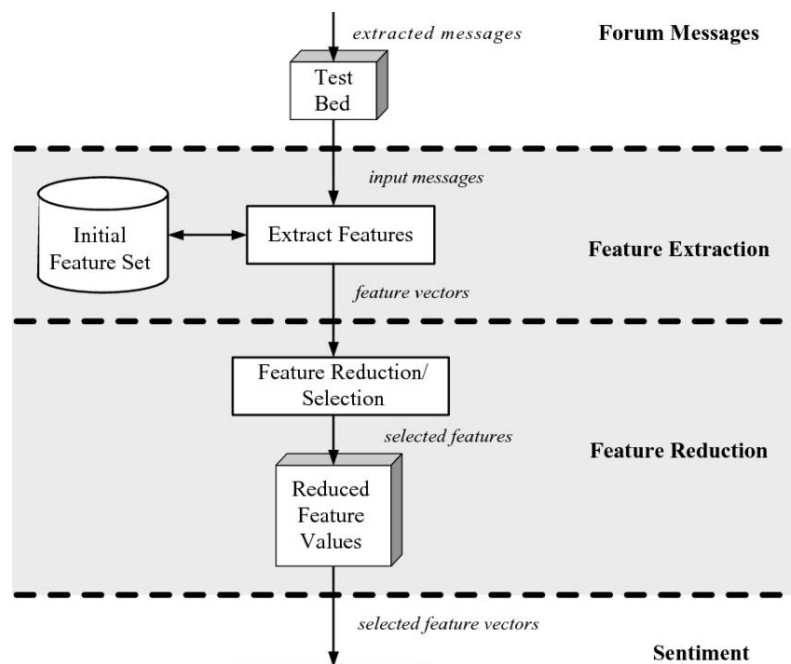 extracted messages
Forum Messages
Test
Bed
input messages
Initial
Feature Set
Extract Features
Feature Extraction
feature vectors
Feature Reduction/
Selection
selected features
Feature Reduction
Reduced
Feature
Values
selected feature vectors
Sentiment